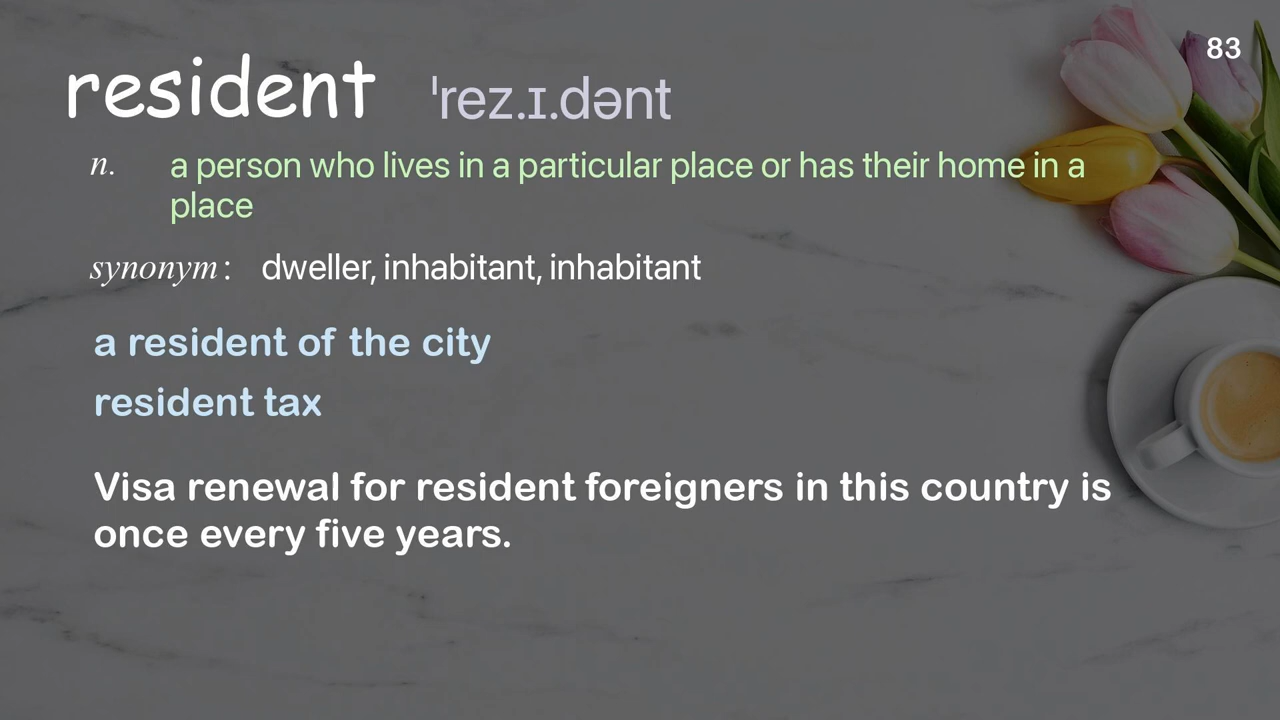 83
resident ˈrez.ɪ.dənt
n. a person who lives in a particular place or has their home in a
place
synonym: dweller, inhabitant, inhabitant
a resident of the city
resident tax
Visa renewal for resident foreigners in this country is
once every five years.